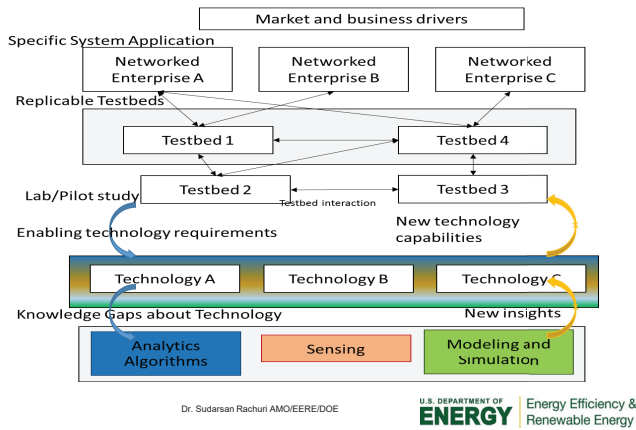 Market and business drivers
Specific System Application
Networked
Enterprise A
Networked
Enterprise B
Networked
Enterprise C
Replicable Testbeds
Testbed 1
Testbed 4
Lab/Pilot study
Testbed 2
Testbed 3
Testbed interaction
Enabling technology requirements
New technology
capabilities
Technology A
Technology B
Technology C
Knowledge Gaps about Technology
New insights
Analytics
Algorithms
Sensing
Modeling and
Simulation
Dr. Sudarsan Rachuri AMO/EERE/DOE
U.S. DEPARTMENT OF
ENERGY
Energy Efficiency &
Renewable Energy